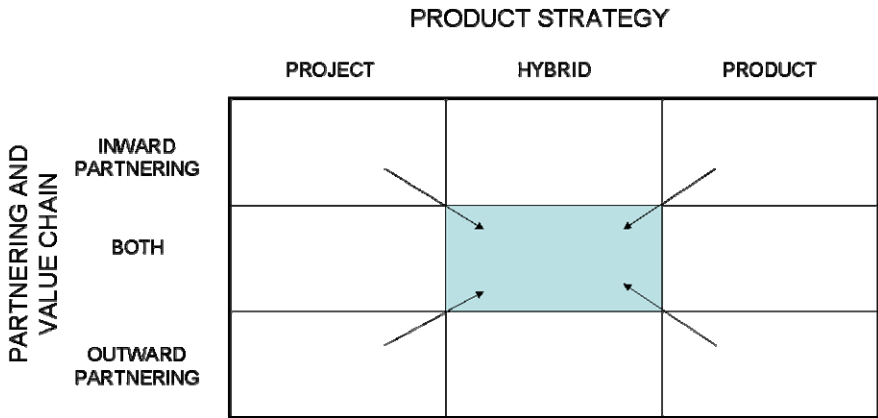 PRODUCT STRATEGY
PROJECT HYBRID PRODUCT
PARTNERING AND
VALUE CHAIN
INWARD
PARTNERING
BOTH
OUTWARD
PARTNERING